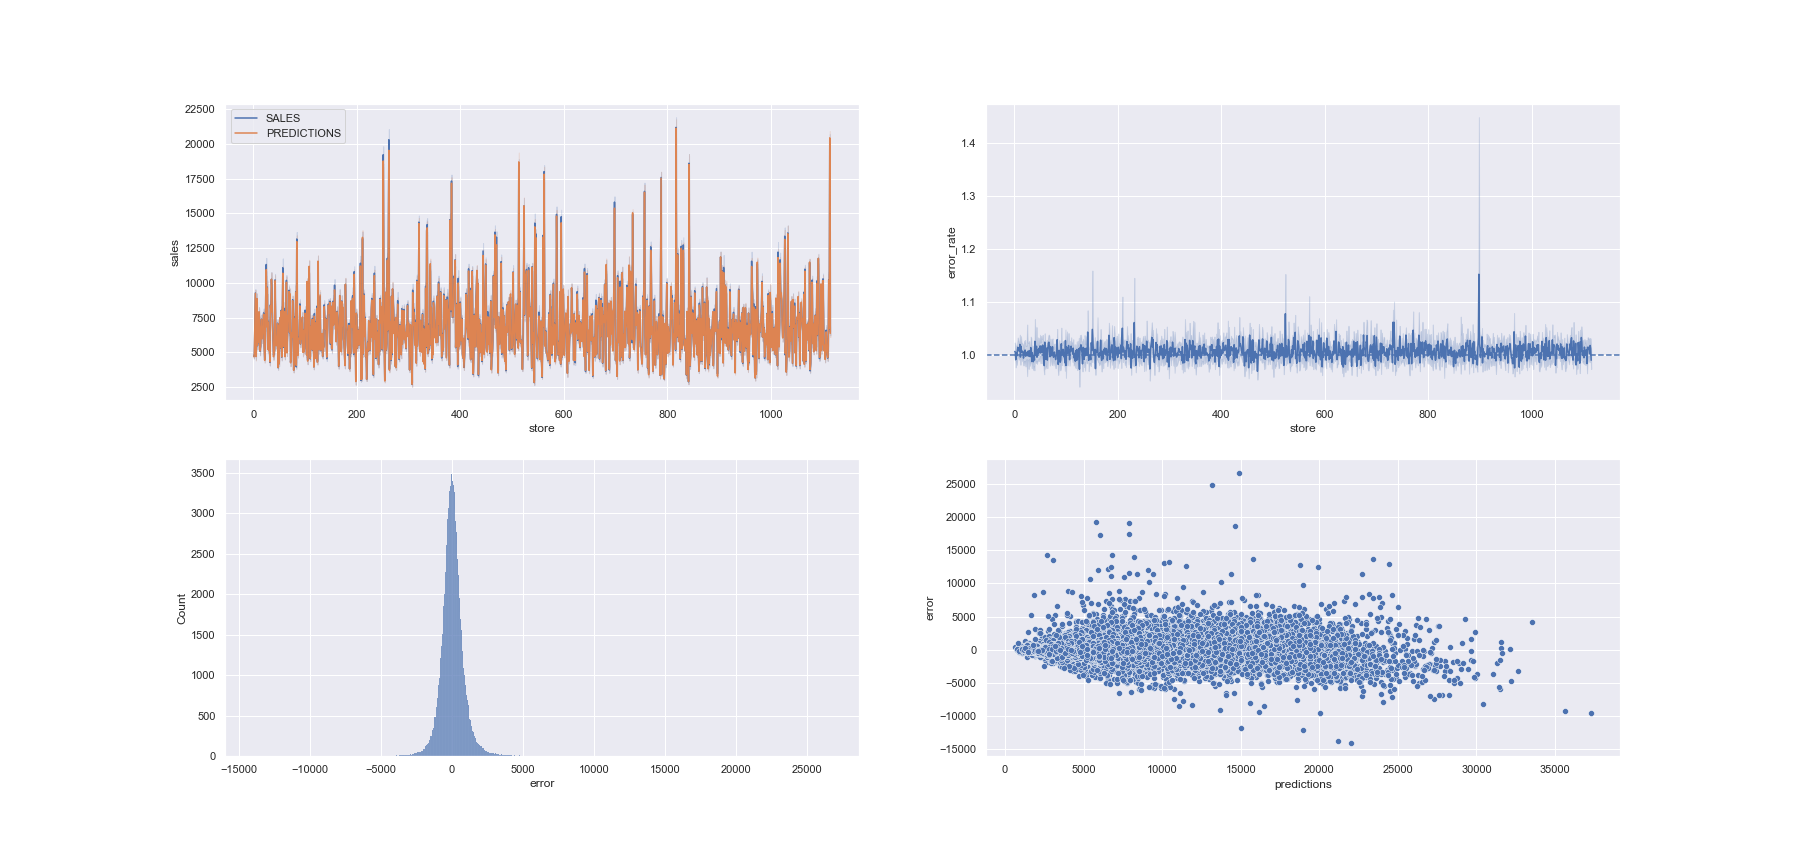 22500
20000
17500
15000
12500
10000
7500
5000
2500
sales
SALES
PREDICTIONS
0 200 400 600 800 1000
store
1.4
1.3
1.2
1.1
1.0
error_rate
0 200 400 600 800 1000
store
3500
3000
2500
2000
1500
1000
500
0
Count
−15000 −10000 −5000 0 5000 10000 15000 20000 25000
error
25000
20000
15000
10000
5000
0
−5000
−10000
−15000
error
0 5000 10000 15000 20000 25000 30000 35000
predictions